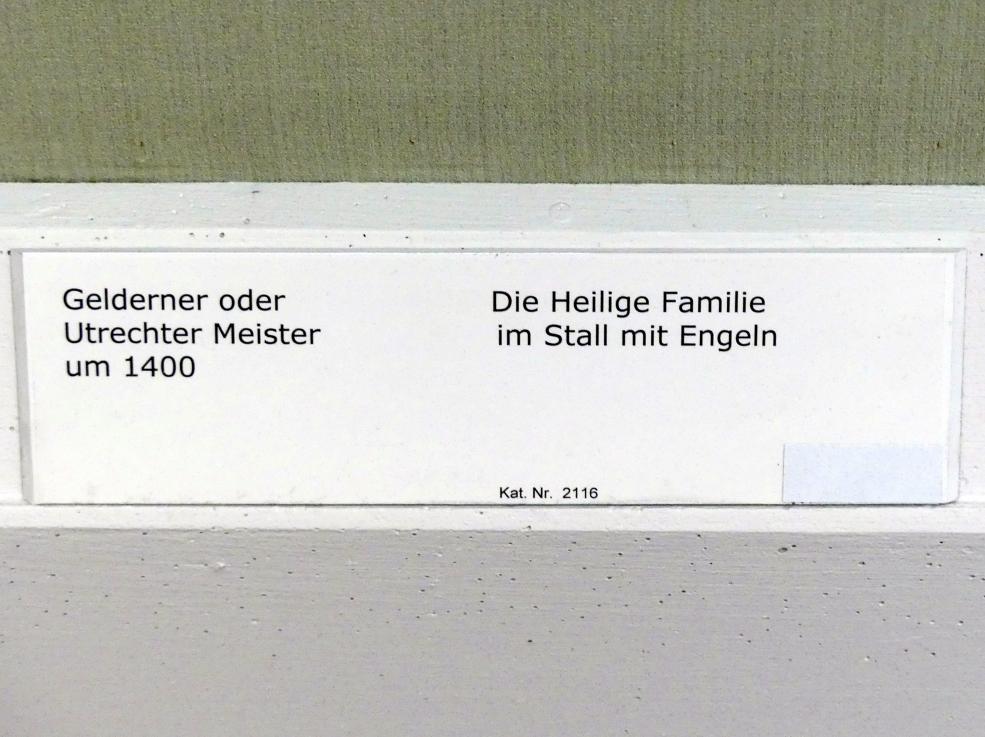 Gelderner oder
Utrechter Meister
um 1400
Die Heilige Familie
im Stall mit Engeln
Kat. Nr. 2116